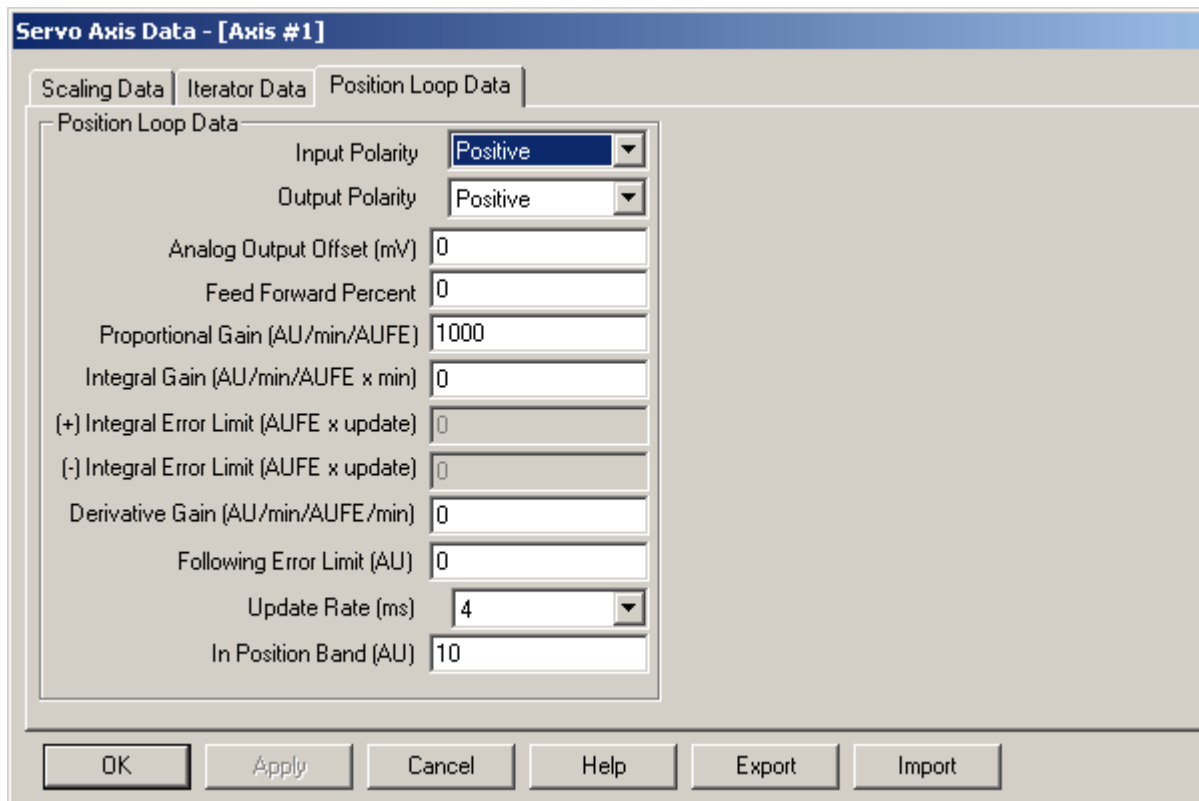 Servo Axis Data - [Axis #1]
Scaling Data Iterator Data Position Loop Data
Position Loop Data
Input Polarity Positive
Output Polarity Positive
Analog Output Offset (mV) 0
Feed Forward Percent 0
Proportional Gain (AU/min/AUFE) 1000
Integral Gain (AU/min/AUFE x min) 0
(+) Integral Error Limit (AUFE x update) 0
(-) Integral Error Limit (AUFE x update) 0
Derivative Gain (AU/min/AUFE/min) 0
Following Error Limit (AU) 0
Update Rate (ms) 4
In Position Band (AU) 10
OK Apply Cancel Help Export Import